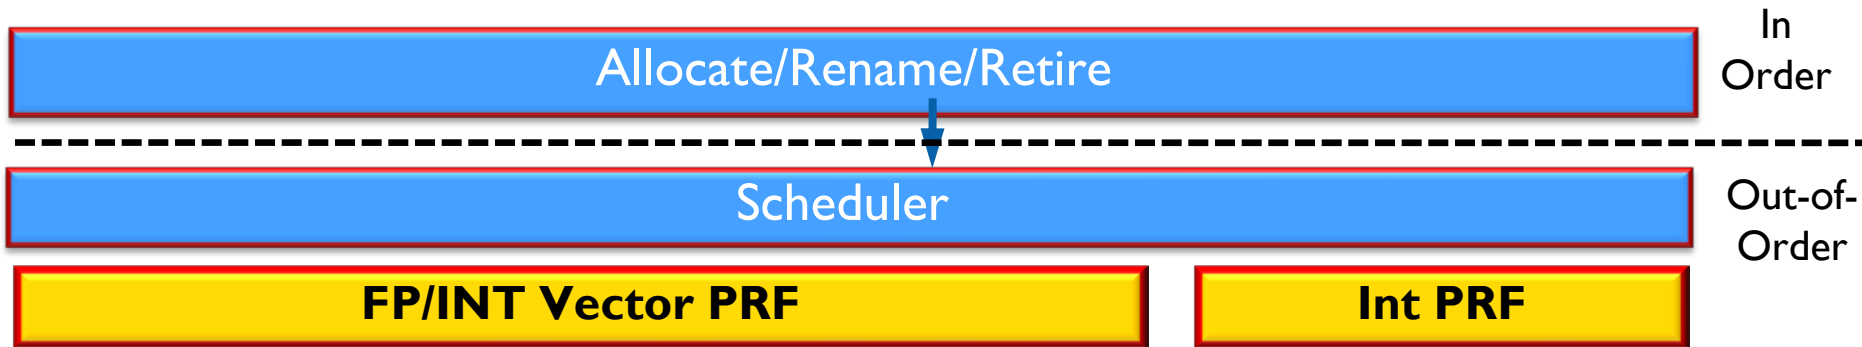 In
Order
Allocate/Rename/Retire
Scheduler
Out-of-
Order
FP/INT Vector PRF
Int PRF